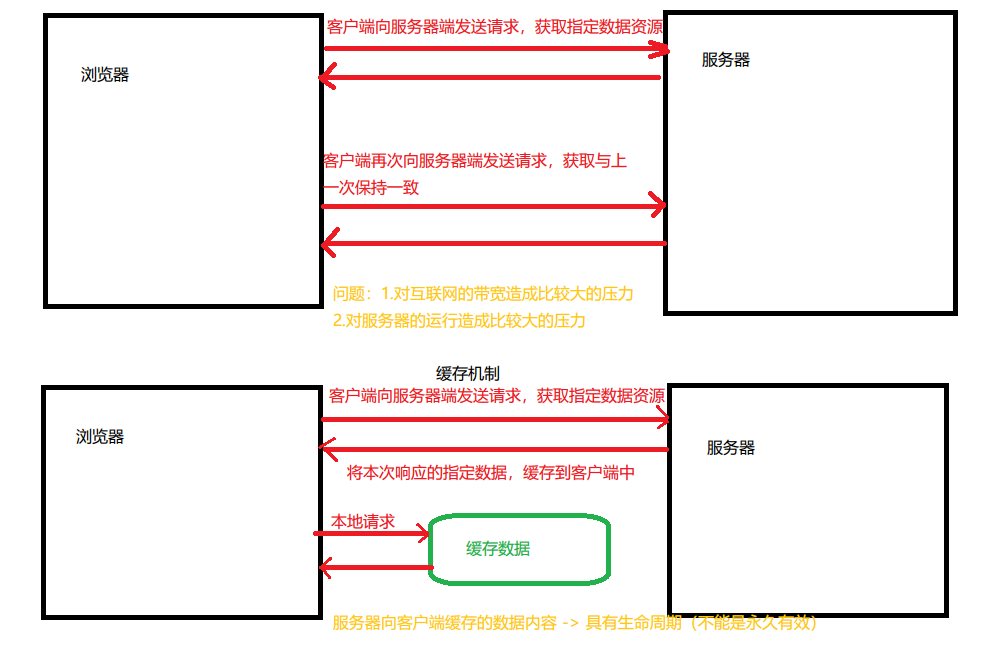 客户端向服务器端发送请求，获取指定数据资源
浏览器
服务器
客户端再次向服务器端发送请求，获取与上
一次保持一致
问题：1.对互联网的带宽造成比较大的压力
2.对服务器的运行造成比较大的压力
缓存机制
客户端向服务器端发送请求，获取指定数据资源
浏览器
服务器
将本次响应的指定数据，缓存到客户端中
本地请求
缓存数据
服务器向客户端缓存的数据内容 -> 具有生命周期（不能是永久有效）